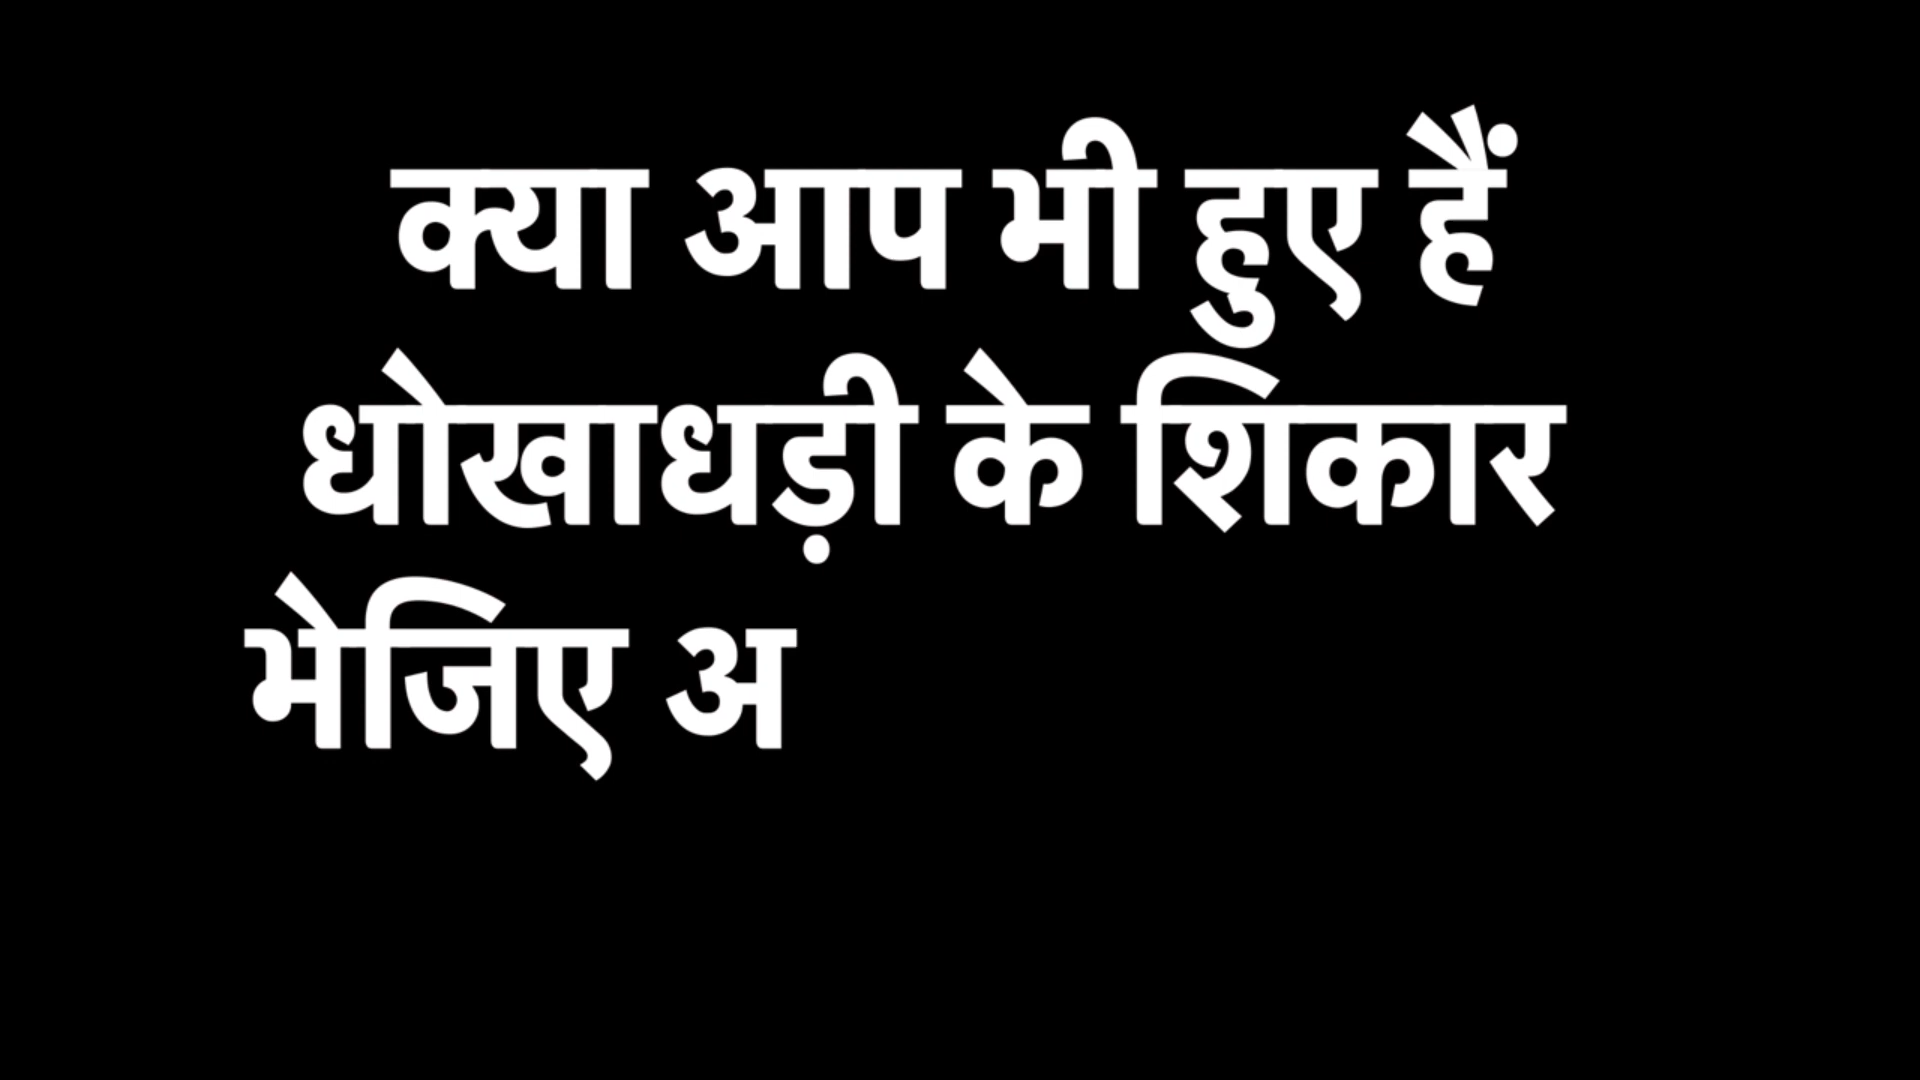 क्या आप भी हुए हैं
धोखाधड़ी के शिकार
भेजिए अ